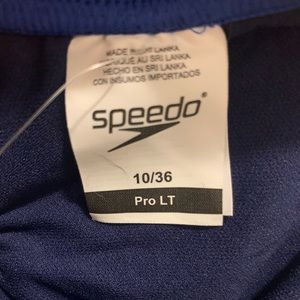 MADE IN SRI LANKA
FABRIQUÉ AU SRI LANKA
HECHO EN SRI LANKA
CON INSUMOS IMPORTADOS
speedo®
10/36
Pro LT